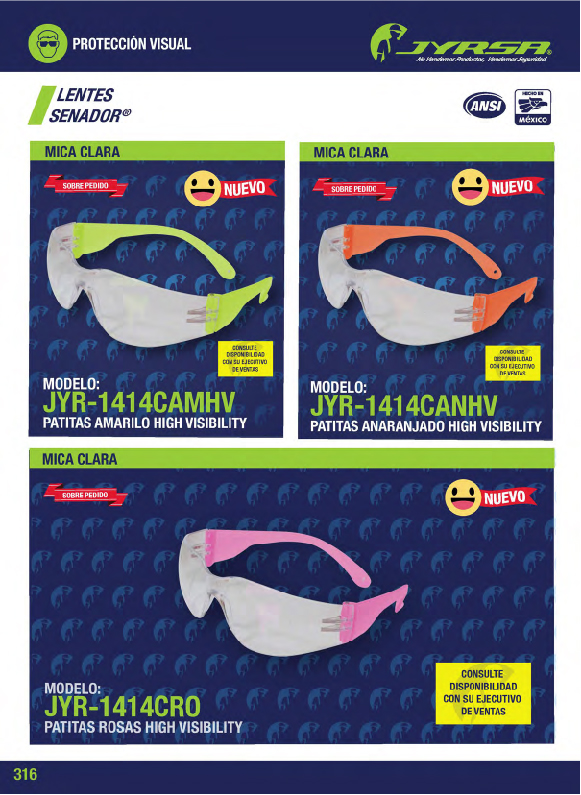 PROTECCIÓN VISUAL
JYRSA®
No Vendemos Productos, Vendemos Seguridad
LENTES
SENADOR®
ANSI
HECHO EN
MÉXICO
MICA CLARA
SOBRE PEDIDO
NUEVO
CONSULTE
DISPONIBILIDAD
CON SU EJECUTIVO
DE VENTAS
MODELO:
JYR-1414CAMHV
PATITAS AMARILO HIGH VISIBILITY
MICA CLARA
SOBRE PEDIDO
NUEVO
CONSULTE
DISPONIBILIDAD
CON SU EJECUTIVO
DE VENTAS
MODELO:
JYR-1414CANHV
PATITAS ANARANJADO HIGH VISIBILITY
MICA CLARA
SOBRE PEDIDO
NUEVO
CONSULTE
DISPONIBILIDAD
CON SU EJECUTIVO
DE VENTAS
MODELO:
JYR-1414CRO
PATITAS ROSAS HIGH VISIBILITY
316